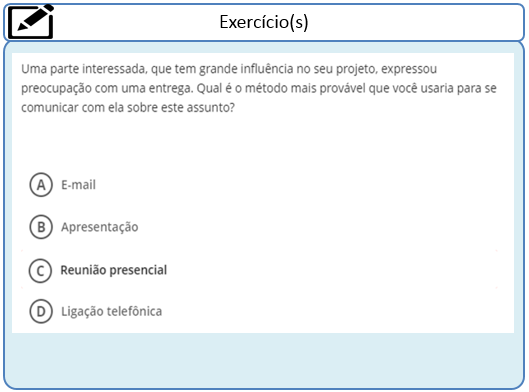 Exercício(s)
Uma parte interessada, que tem grande influência no seu projeto, expressou
preocupação com uma entrega. Qual é o método mais provável que você usaria para se
comunicar com ela sobre este assunto?
A E-mail
B Apresentação
C Reunião presencial
D Ligação telefônica